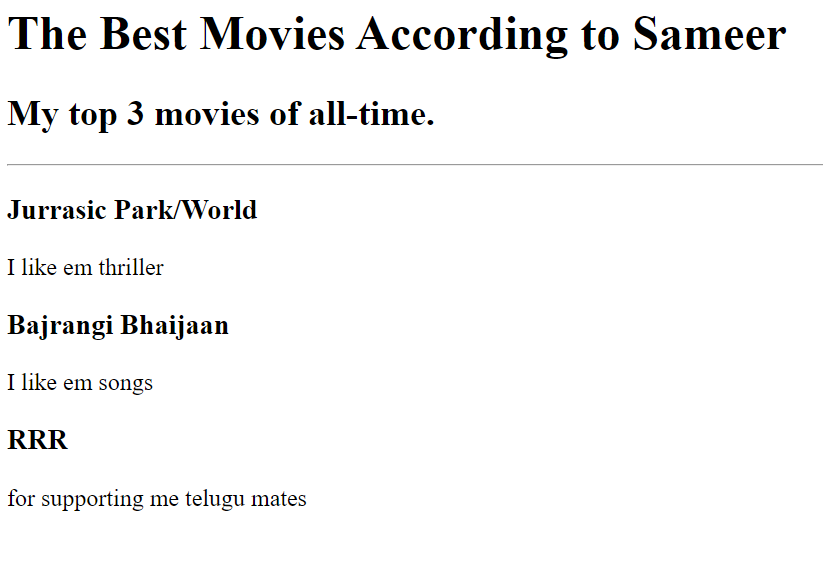 The Best Movies According to Sameer
My top 3 movies of all-time.
Jurrasic Park/World
I like em thriller
Bajrangi Bhaijaan
I like em songs
RRR
for supporting me telugu mates